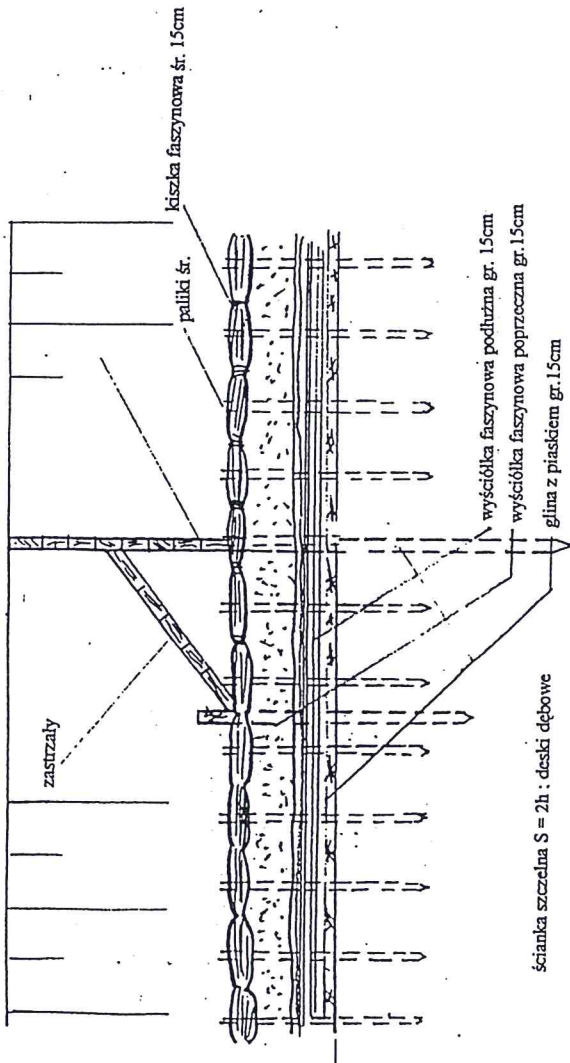 zastrzały
kiszka faszynowa śr. 15cm
paliki śr.
wyściółka faszynowa podłużna gr. 15cm
wyściółka faszynowa poprzeczna gr.15cm
glina z piaskiem gr.15cm
ścianka szczelna S = 2h ; deski dębowe